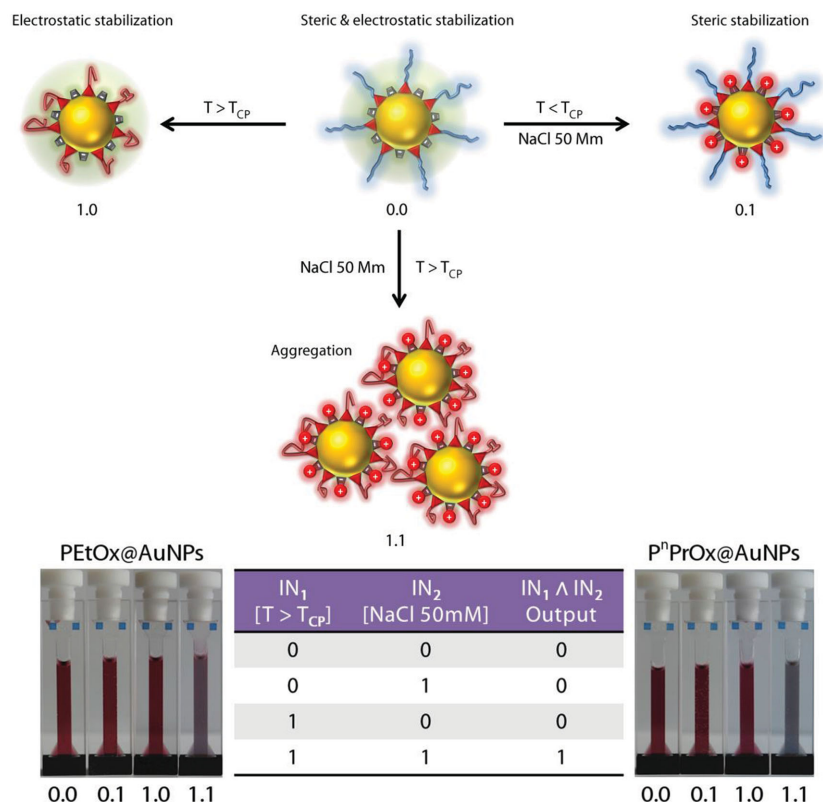 Electrostatic stabilization
Steric & electrostatic stabilization
Steric stabilization
T > TCP
T < TCP
NaCl 50 Mm
1.0
0.0
0.1
NaCl 50 Mm
T > TCP
Aggregation
+
+
+
+
+
+
+
1.1
PEtOx@AuNPs
PⁿPrOx@AuNPs
IN₁ IN₂ IN₁ Λ IN₂
[T > TCP] [NaCl 50mM] Output
0 0 0
0 1 0
1 0 0
1 1 1
0.0 0.1 1.0 1.1
0.0 0.1 1.0 1.1